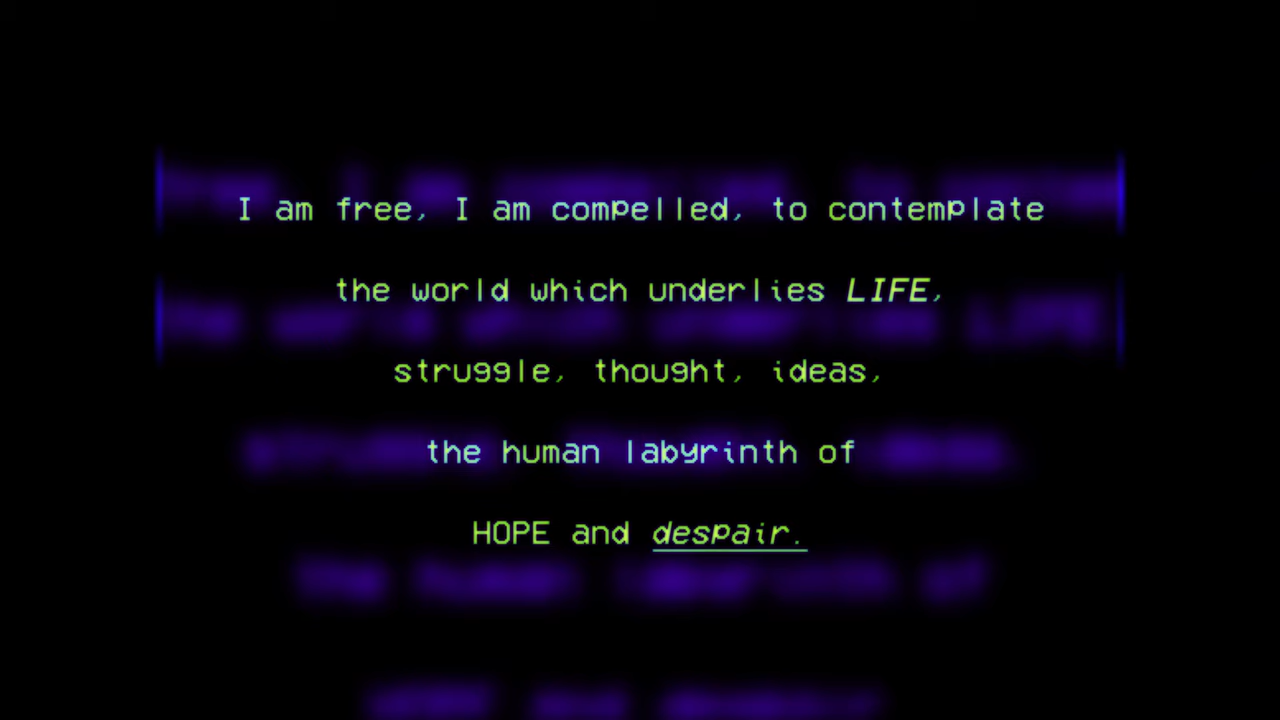 I am free, I am compelled, to contemplate
the world which underlies LIFE,
struggle, thought, ideas,
the human labyrinth of
HOPE and despair.